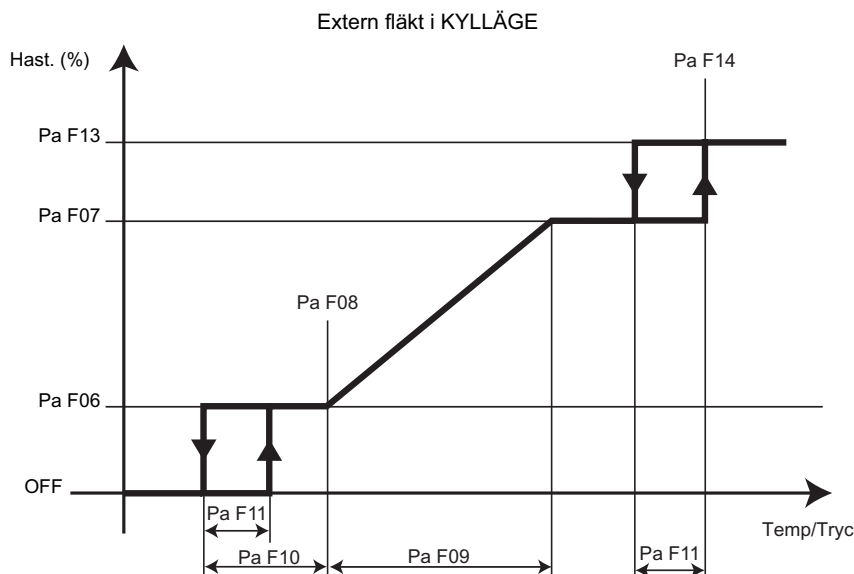 Extern fläkt i KYLLÄGE
Hast. (%)
Pa F14
Pa F13
Pa F07
Pa F08
Pa F06
OFF
Pa F11
Temp/Tryc
Pa F10
Pa F09
Pa F11